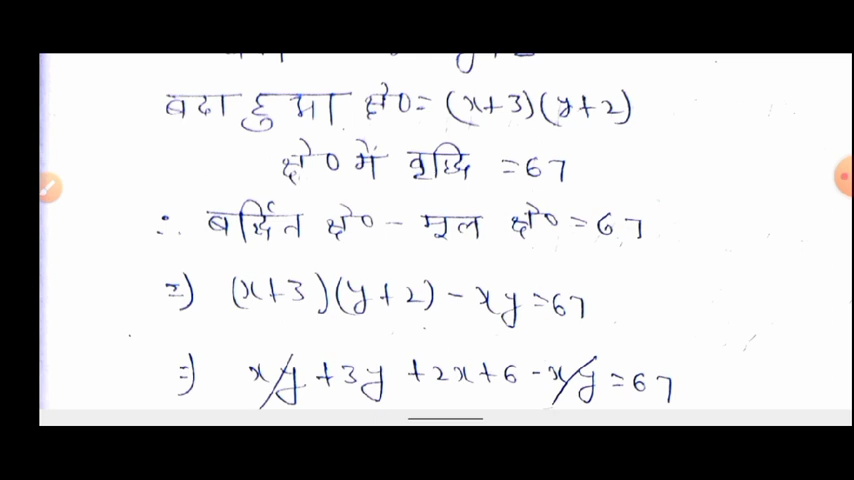 बढा हुआ क्षे०= (x+3)(y+2)
क्षे० में वृद्धि =67
∴ बर्द्धित क्षे० - मूल क्षे० = 67
=) (x+3)(y+2) - xy =67
=) xy +3y +2x+6 -xy =67